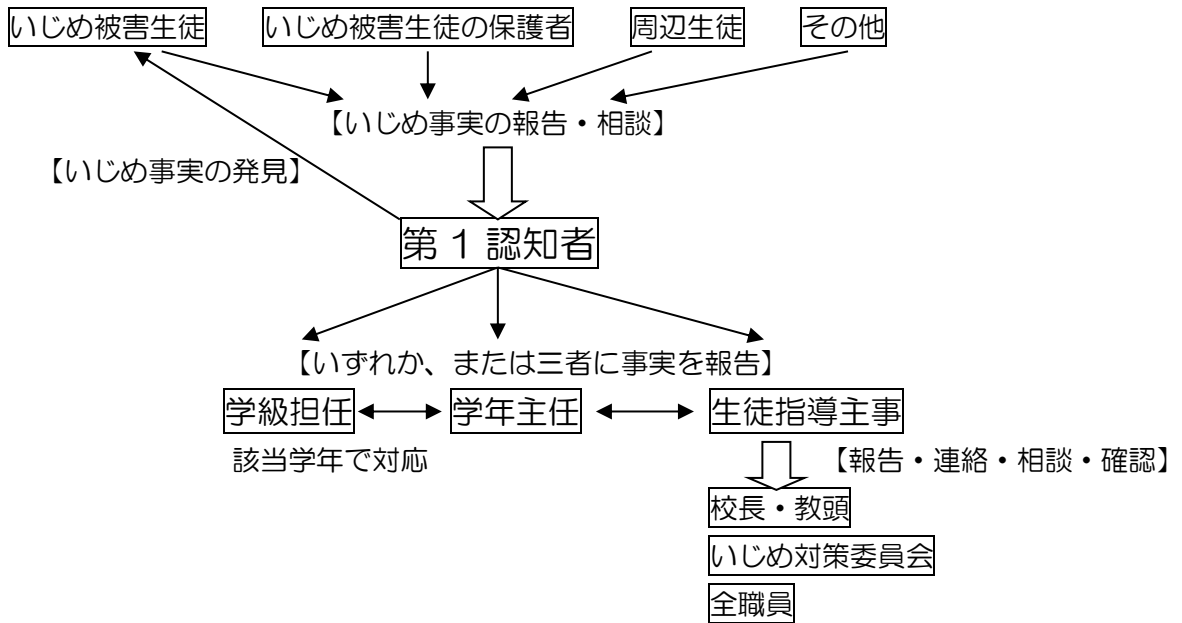 いじめ被害生徒 いじめ被害生徒の保護者 周辺生徒 その他
【いじめ事実の報告・相談】
【いじめ事実の発見】
第1認知者
【いずれか、または三者に事実を報告】
学級担任 学年主任 生徒指導主事
該当学年で対応 【報告・連絡・相談・確認】
校長・教頭
いじめ対策委員会
全職員